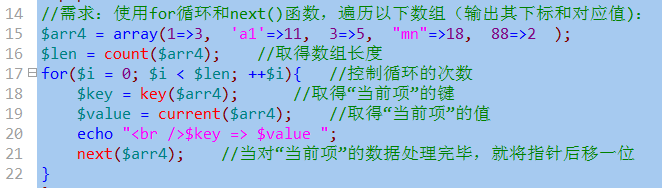 14 //需求：使用for循环和next()函数，遍历以下数组（输出其下标和对应值）：
15 $arr4 = array(1=>3, 'a1'=>11, 3=>5, "mn"=>18, 88=>2 );
16 $len = count($arr4); //取得数组长度
17 for($i = 0; $i < $len; ++$i){ //控制循环的次数
18 $key = key($arr4); //取得“当前项”的键
19 $value = current($arr4); //取得“当前项”的值
20 echo "<br />$key => $value ";
21 next($arr4); //当对“当前项”的数据处理完毕，就将指针后移一位
22 }